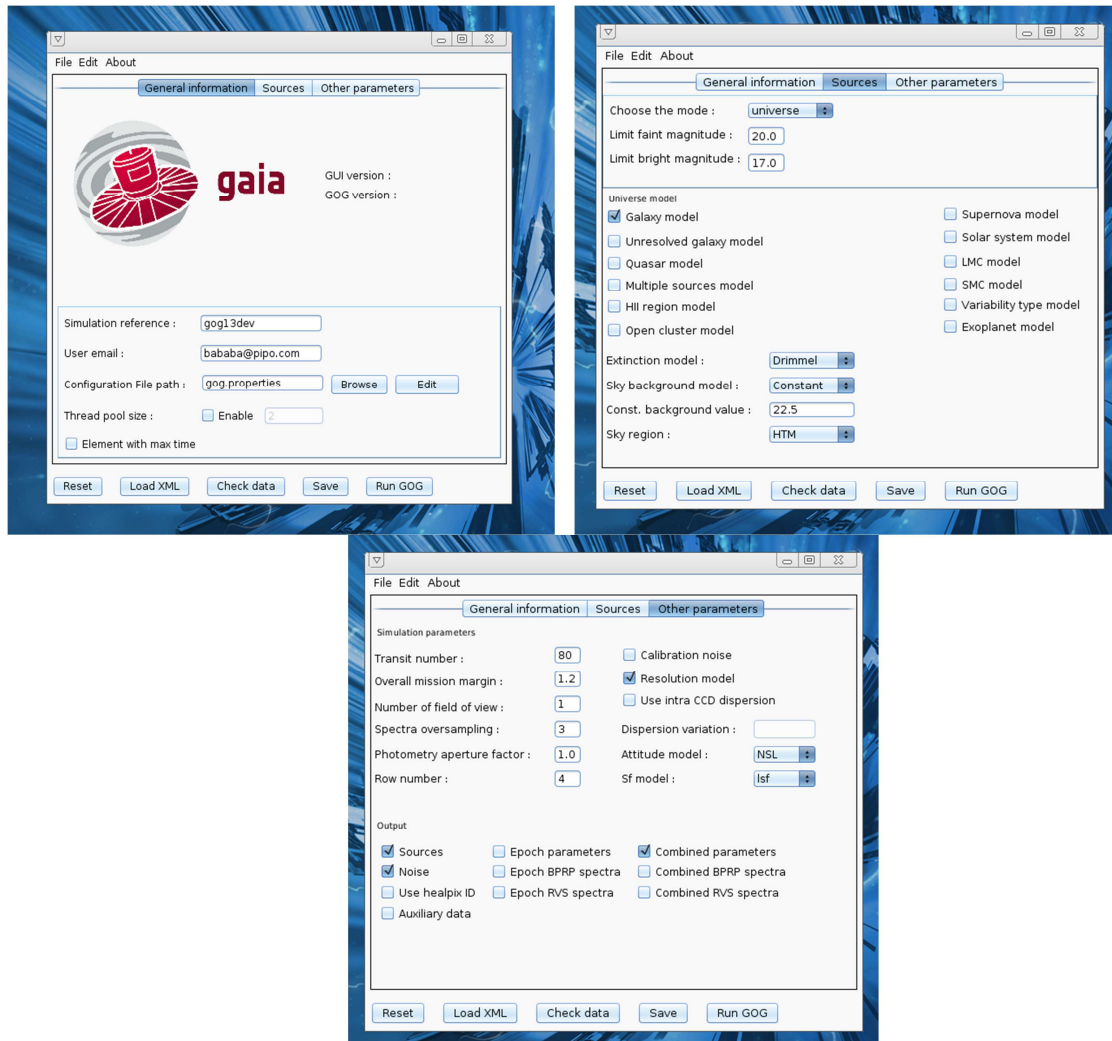 File Edit About
General information Sources Other parameters
gaia
GUI version :
GOG version :
Simulation reference : gog13dev
User email : bababa@pipo.com
Configuration File path : gog.properties Browse Edit
Thread pool size : Enable 2
Element with max time
Reset Load XML Check data Save Run GOG
File Edit About
General information Sources Other parameters
Choose the mode : universe
Limit faint magnitude : 20.0
Limit bright magnitude : 17.0
Universe model
Galaxy model Supernova model
Unresolved galaxy model Solar system model
Quasar model LMC model
Multiple sources model SMC model
HII region model Variability type model
Open cluster model Exoplanet model
Extinction model : Drimmel
Sky background model : Constant
Const. background value : 22.5
Sky region : HTM
Reset Load XML Check data Save Run GOG
File Edit About
General information Sources Other parameters
Simulation parameters
Transit number : 80 Calibration noise
Overall mission margin : 1.2 Resolution model
Number of field of view : 1 Use intra CCD dispersion
Spectra oversampling : 3 Dispersion variation :
Photometry aperture factor : 1.0 Attitude model : NSL
Row number : 4 Sf model : lsf
Output
Sources Epoch parameters Combined parameters
Noise Epoch BPRP spectra Combined BPRP spectra
Use healpix ID Epoch RVS spectra Combined RVS spectra
Auxiliary data
Reset Load XML Check data Save Run GOG